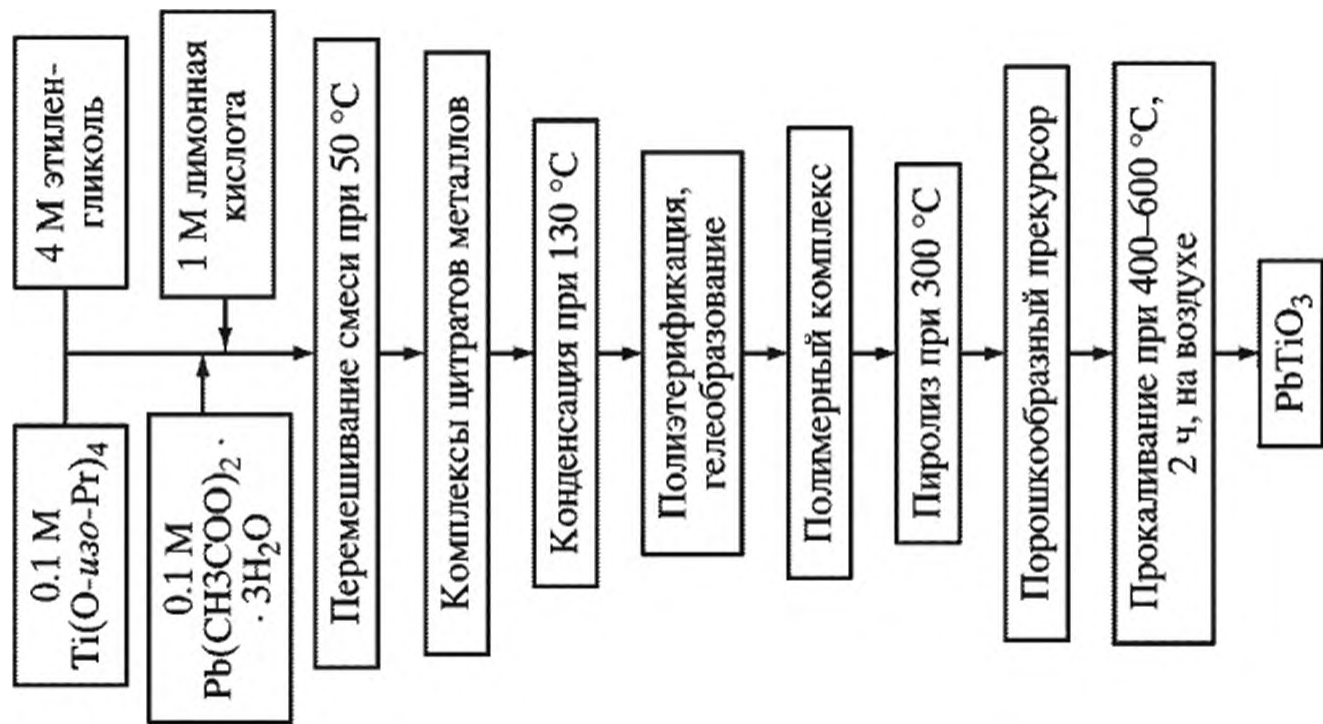 0.1 М
Ti(O-изо-Pr)4
4 М этилен-
гликоль
0.1 М
Pb(CH3COO)2 ·
· 3H2O
1 М лимонная
кислота
Перемешивание смеси при 50 °C
Комплексы цитратов металлов
Конденсация при 130 °C
Полиэтерификация,
гелеобразование
Полимерный комплекс
Пиролиз при 300 °C
Порошкообразный прекурсор
Прокаливание при 400–600 °C,
2 ч, на воздухе
PbTiO3